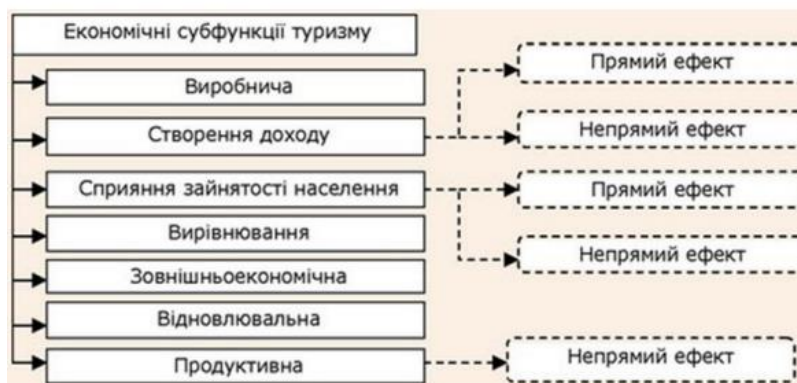 Економічні субфункції туризму
Виробнича
Створення доходу
Прямий ефект
Непрямий ефект
Сприяння зайнятості населення
Прямий ефект
Непрямий ефект
Вирівнювання
Зовнішньоекономічна
Відновлювальна
Продуктивна
Непрямий ефект